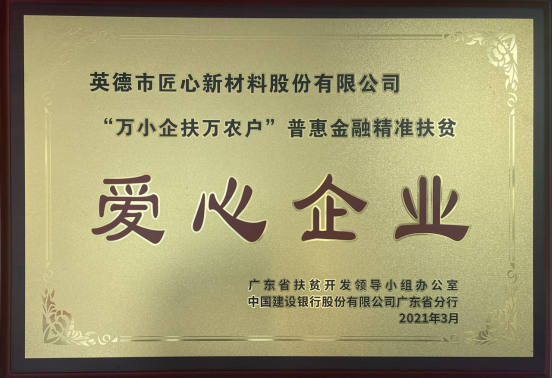 英德市匠心新材料股份有限公司
“万小企扶万农户”普惠金融精准扶贫
爱心企业
广东省扶贫开发领导小组办公室
中国建设银行股份有限公司广东省分行
2021年3月